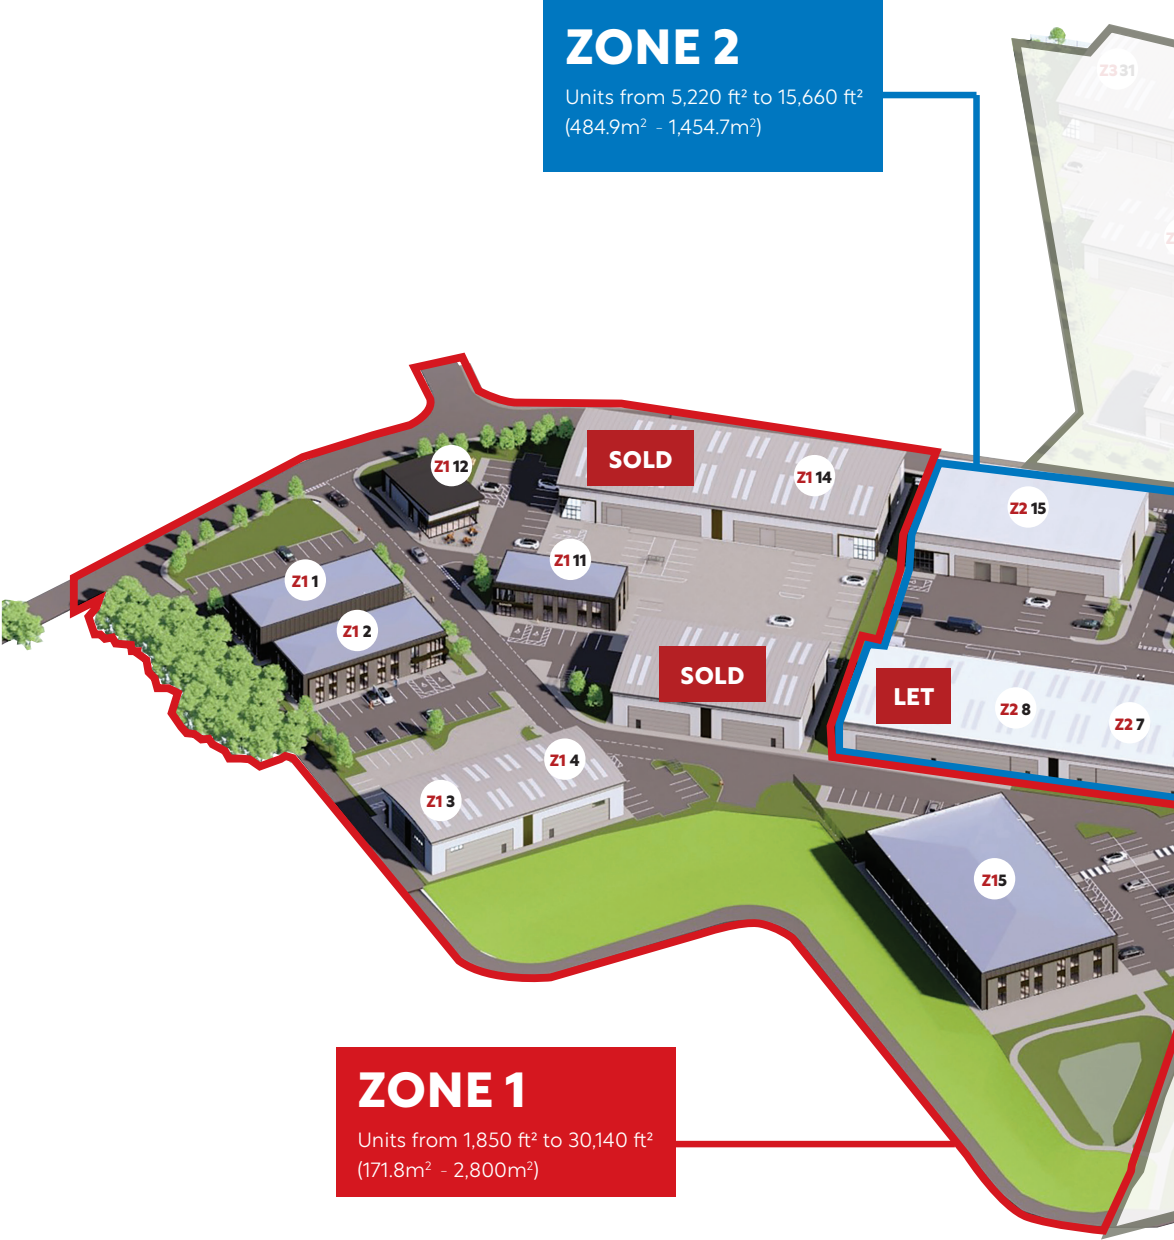 ZONE 2
Units from 5,220 ft² to 15,660 ft²
(484.9m² - 1,454.7m²)
Z3 31
SOLD
Z1 12
Z1 14
Z2 15
Z1 11
Z1 1
Z1 2
SOLD
LET
Z2 8
Z2 7
Z1 4
Z1 3
Z15
ZONE 1
Units from 1,850 ft² to 30,140 ft²
(171.8m² - 2,800m²)